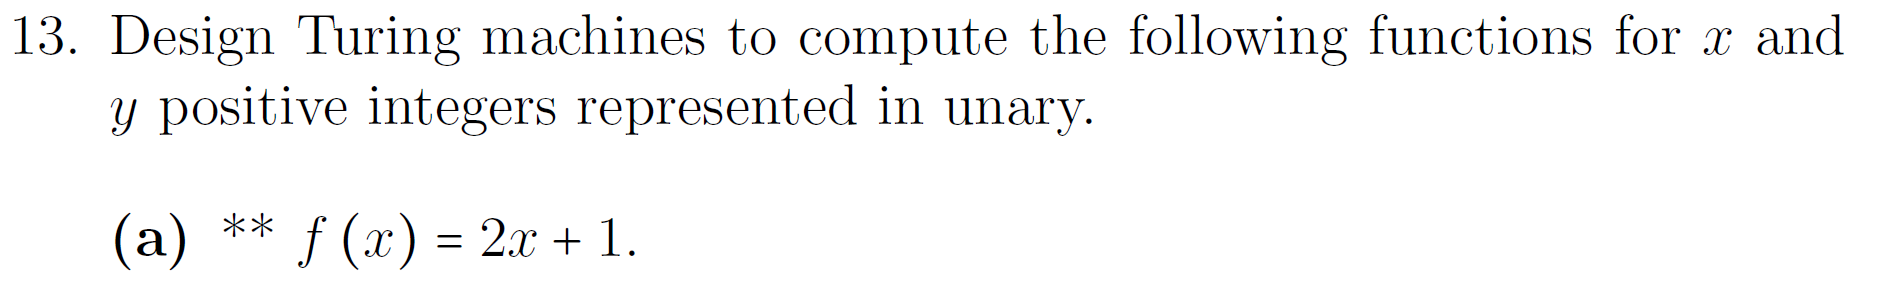 13. Design Turing machines to compute the following functions for x and
y positive integers represented in unary.
(a) ** f (x) = 2x + 1.